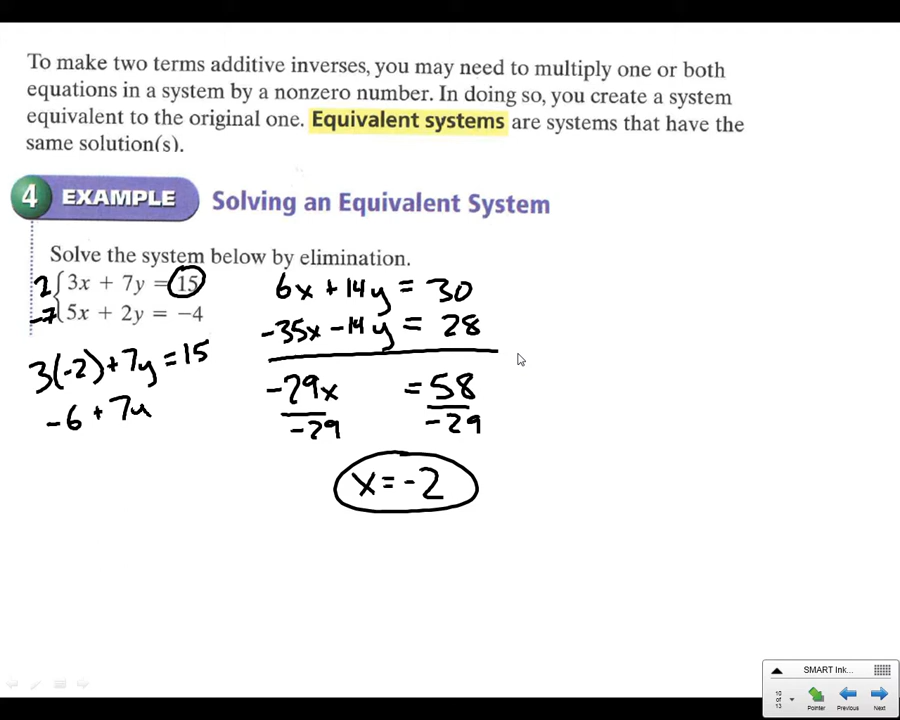 To make two terms additive inverses, you may need to multiply one or both
equations in a system by a nonzero number. In doing so, you create a system
equivalent to the original one. Equivalent systems are systems that have the
same solution(s).
4 EXAMPLE Solving an Equivalent System
Solve the system below by elimination.
2 { 3x + 7y = 15
-7 { 5x + 2y = -4
3(-2) + 7y = 15
-6 + 7y
6x + 14y = 30
-35x - 14y = 28
-29x = 58
-29 -29
x = -2
SMART Ink...
10 of 13
Pointer Previous Next